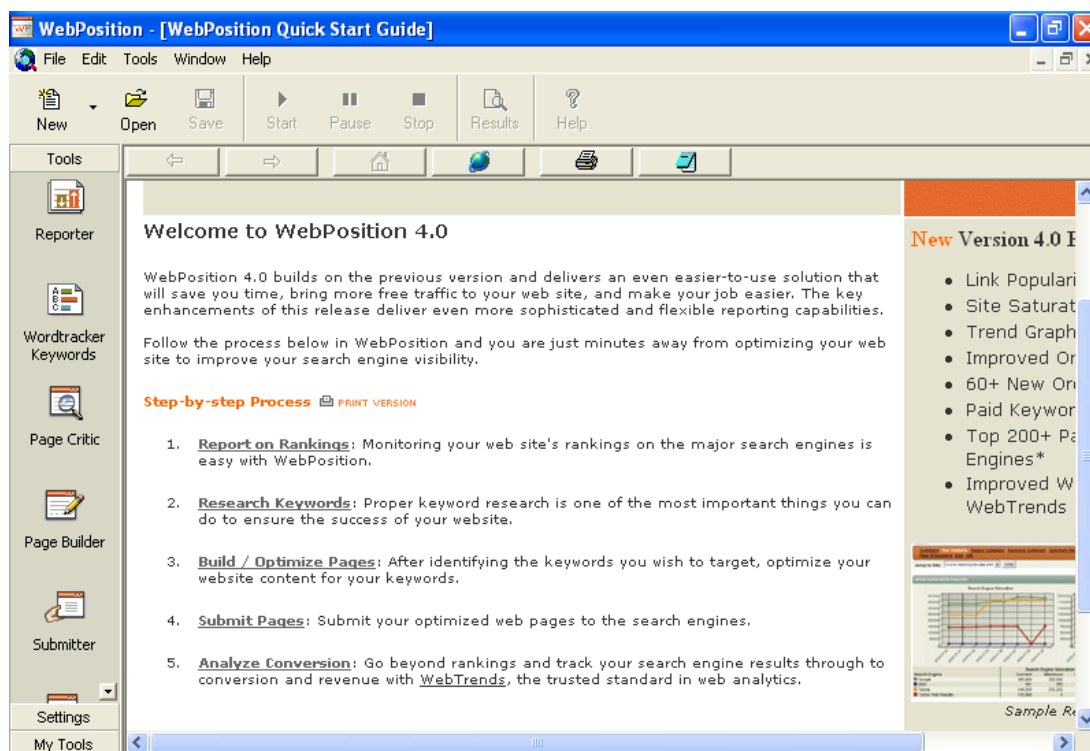 WebPosition - [WebPosition Quick Start Guide]
File Edit Tools Window Help
New Open Save Start Pause Stop Results Help
Tools
Reporter
Wordtracker
Keywords
Page Critic
Page Builder
Submitter
Settings
My Tools
Welcome to WebPosition 4.0
WebPosition 4.0 builds on the previous version and delivers an even easier-to-use solution that
will save you time, bring more free traffic to your web site, and make your job easier. The key
enhancements of this release deliver even more sophisticated and flexible reporting capabilities.
Follow the process below in WebPosition and you are just minutes away from optimizing your web
site to improve your search engine visibility.
Step-by-step Process PRINT VERSION
1. Report on Rankings: Monitoring your web site's rankings on the major search engines is
easy with WebPosition.
2. Research Keywords: Proper keyword research is one of the most important things you can
do to ensure the success of your website.
3. Build / Optimize Pages: After identifying the keywords you wish to target, optimize your
website content for your keywords.
4. Submit Pages: Submit your optimized web pages to the search engines.
5. Analyze Conversion: Go beyond rankings and track your search engine results through to
conversion and revenue with WebTrends, the trusted standard in web analytics.
New Version 4.0
Link Populari
Site Saturat
Trend Graph
Improved Or
60+ New Or
Paid Keywor
Top 200+ Pa
Engines*
Improved W
WebTrends
Search Engine Saturation
Sample Re